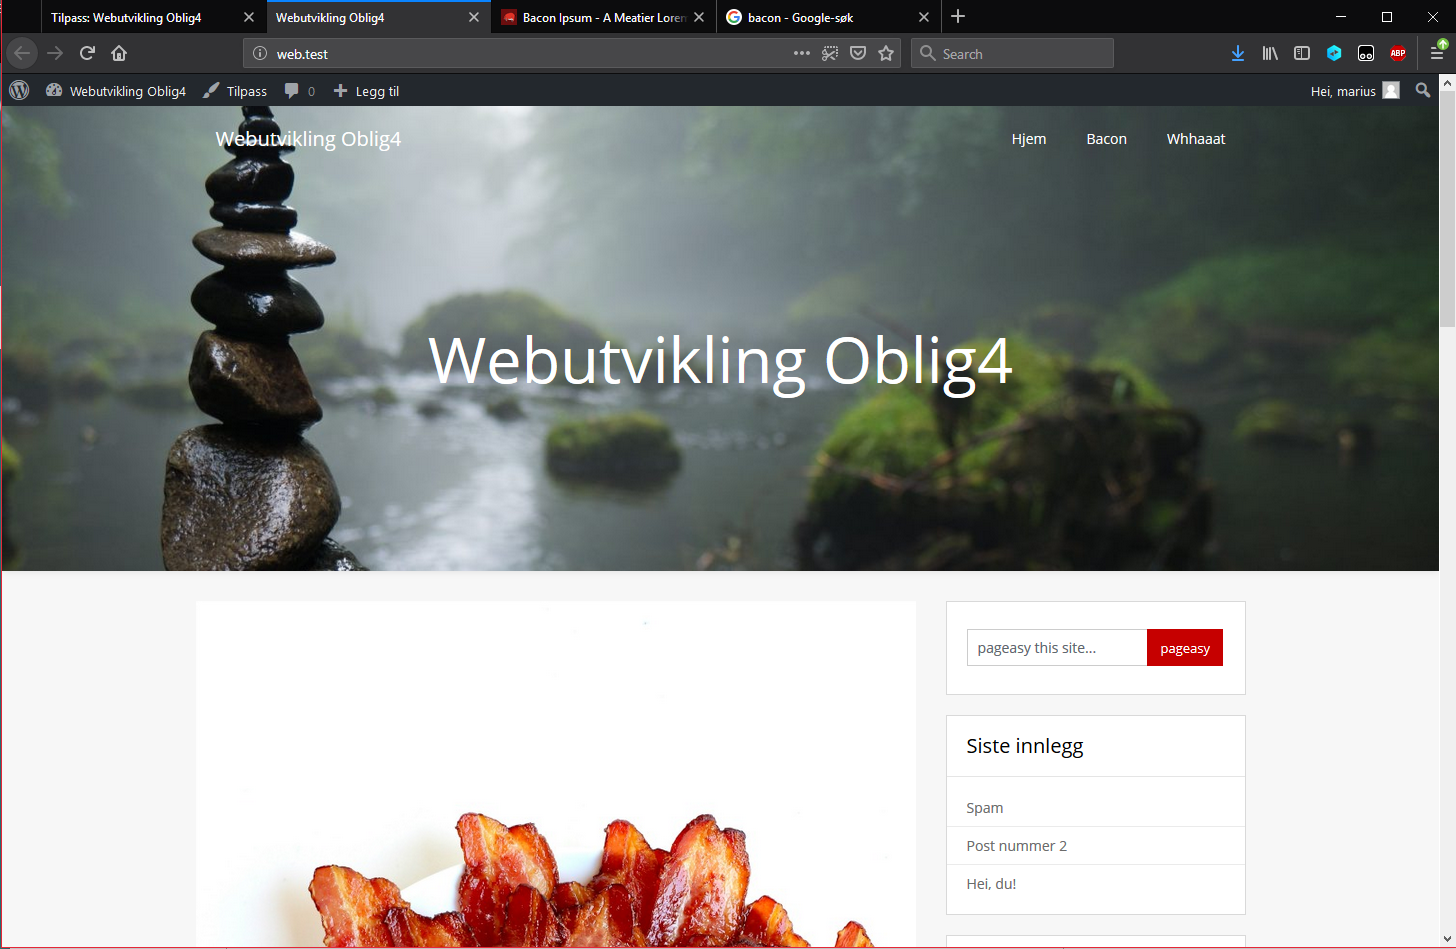 Tilpass: Webutvikling Oblig4
Webutvikling Oblig4
Bacon Ipsum - A Meatier Lorem
bacon - Google-søk
web.test
Search
ABP
Webutvikling Oblig4
Tilpass
0
Legg til
Hei, marius
Webutvikling Oblig4
Hjem
Bacon
Whhaaat
Webutvikling Oblig4
pageasy this site...
pageasy
Siste innlegg
Spam
Post nummer 2
Hei, du!